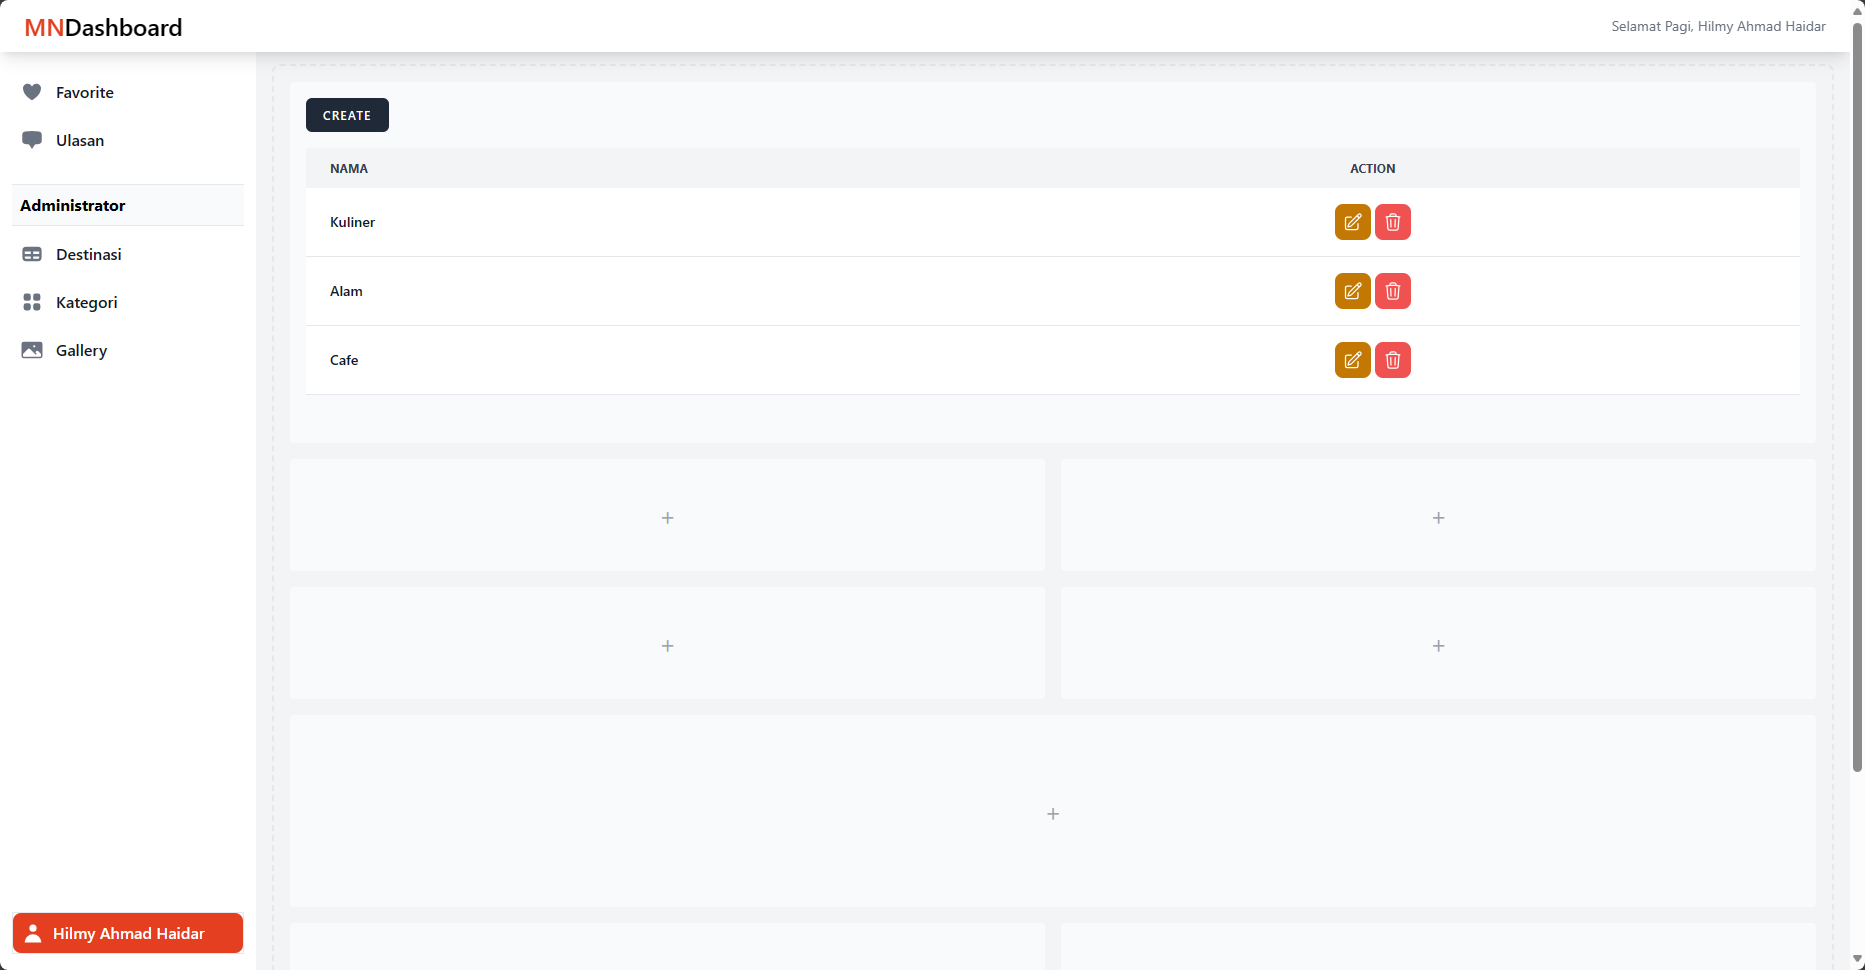 MNDashboard
Selamat Pagi, Hilmy Ahmad Haidar
Favorite
Ulasan
Administrator
Destinasi
Kategori
Gallery
Hilmy Ahmad Haidar
CREATE
NAMA ACTION
Kuliner
Alam
Cafe
+ +
+ +
+